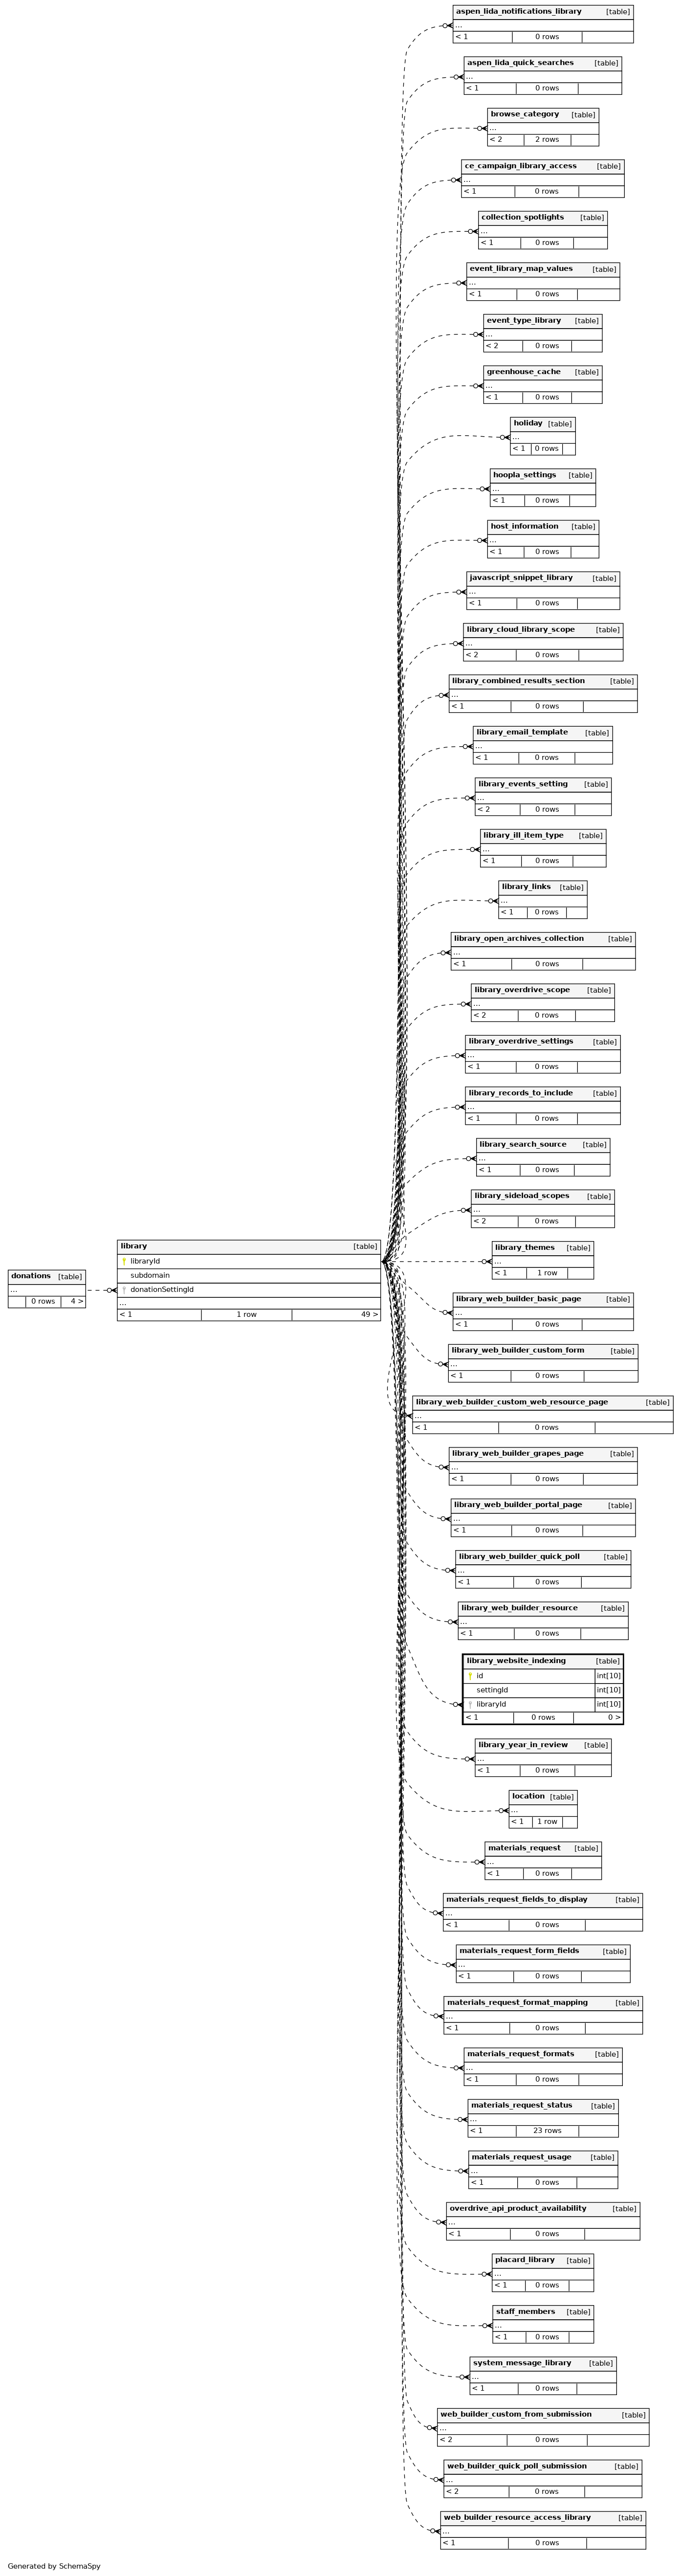 aspen_lida_notifications_library [table]
...
< 1 0 rows
aspen_lida_quick_searches [table]
...
< 1 0 rows
browse_category [table]
...
< 2 2 rows
ce_campaign_library_access [table]
...
< 1 0 rows
collection_spotlights [table]
...
< 1 0 rows
event_library_map_values [table]
...
< 1 0 rows
event_type_library [table]
...
< 2 0 rows
greenhouse_cache [table]
...
< 1 0 rows
holiday [table]
...
< 1 0 rows
hoopla_settings [table]
...
< 1 0 rows
host_information [table]
...
< 1 0 rows
javascript_snippet_library [table]
...
< 1 0 rows
library_cloud_library_scope [table]
...
< 2 0 rows
library_combined_results_section [table]
...
< 1 0 rows
library_email_template [table]
...
< 1 0 rows
library_events_setting [table]
...
< 2 0 rows
library_ill_item_type [table]
...
< 1 0 rows
library_links [table]
...
< 1 0 rows
library_open_archives_collection [table]
...
< 1 0 rows
library_overdrive_scope [table]
...
< 2 0 rows
library_overdrive_settings [table]
...
< 1 0 rows
library_records_to_include [table]
...
< 1 0 rows
library_search_source [table]
...
< 1 0 rows
library_sideload_scopes [table]
...
< 2 0 rows
donations [table]
...
0 rows 4 >
library [table]
libraryId
subdomain
donationSettingId
...
< 1 1 row 49 >
library_themes [table]
...
< 1 1 row
library_web_builder_basic_page [table]
...
< 1 0 rows
library_web_builder_custom_form [table]
...
< 1 0 rows
library_web_builder_custom_web_resource_page [table]
...
< 1 0 rows
library_web_builder_grapes_page [table]
...
< 1 0 rows
library_web_builder_portal_page [table]
...
< 1 0 rows
library_web_builder_quick_poll [table]
...
< 1 0 rows
library_web_builder_resource [table]
...
< 1 0 rows
library_website_indexing [table]
id int[10]
settingId int[10]
libraryId int[10]
< 1 0 rows 0 >
library_year_in_review [table]
...
< 1 0 rows
location [table]
...
< 1 1 row
materials_request [table]
...
< 1 0 rows
materials_request_fields_to_display [table]
...
< 1 0 rows
materials_request_form_fields [table]
...
< 1 0 rows
materials_request_format_mapping [table]
...
< 1 0 rows
materials_request_formats [table]
...
< 1 0 rows
materials_request_status [table]
...
< 1 23 rows
materials_request_usage [table]
...
< 1 0 rows
overdrive_api_product_availability [table]
...
< 1 0 rows
placard_library [table]
...
< 1 0 rows
staff_members [table]
...
< 1 0 rows
system_message_library [table]
...
< 1 0 rows
web_builder_custom_from_submission [table]
...
< 2 0 rows
web_builder_quick_poll_submission [table]
...
< 2 0 rows
web_builder_resource_access_library [table]
...
< 1 0 rows
Generated by SchemaSpy